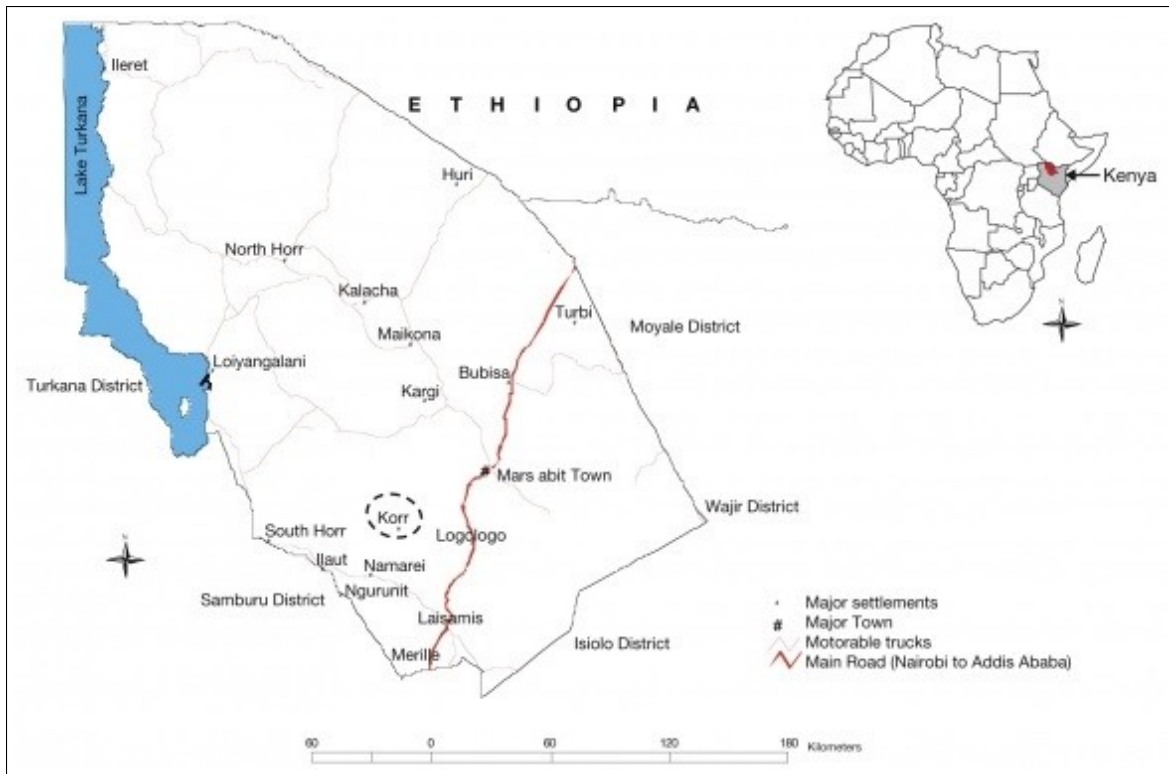 Ileret
Lake Turkana
E T H I O P I A
Kenya
N
Huri
North Horr
Kalacha
Turbi
Maikona
Moyale District
Loiyangalani
Turkana District
Bubisa
Kargi
Mars abit Town
Wajir District
Korr
South Horr
Logologo
N
Ilaut
Namarei
Ngurunit
Samburu District
Laisamis
Isiolo District
Merille
Major settlements
# Major Town
Motorable trucks
Main Road (Nairobi to Addis Ababa)
60 0 60 120 180 Kilometers